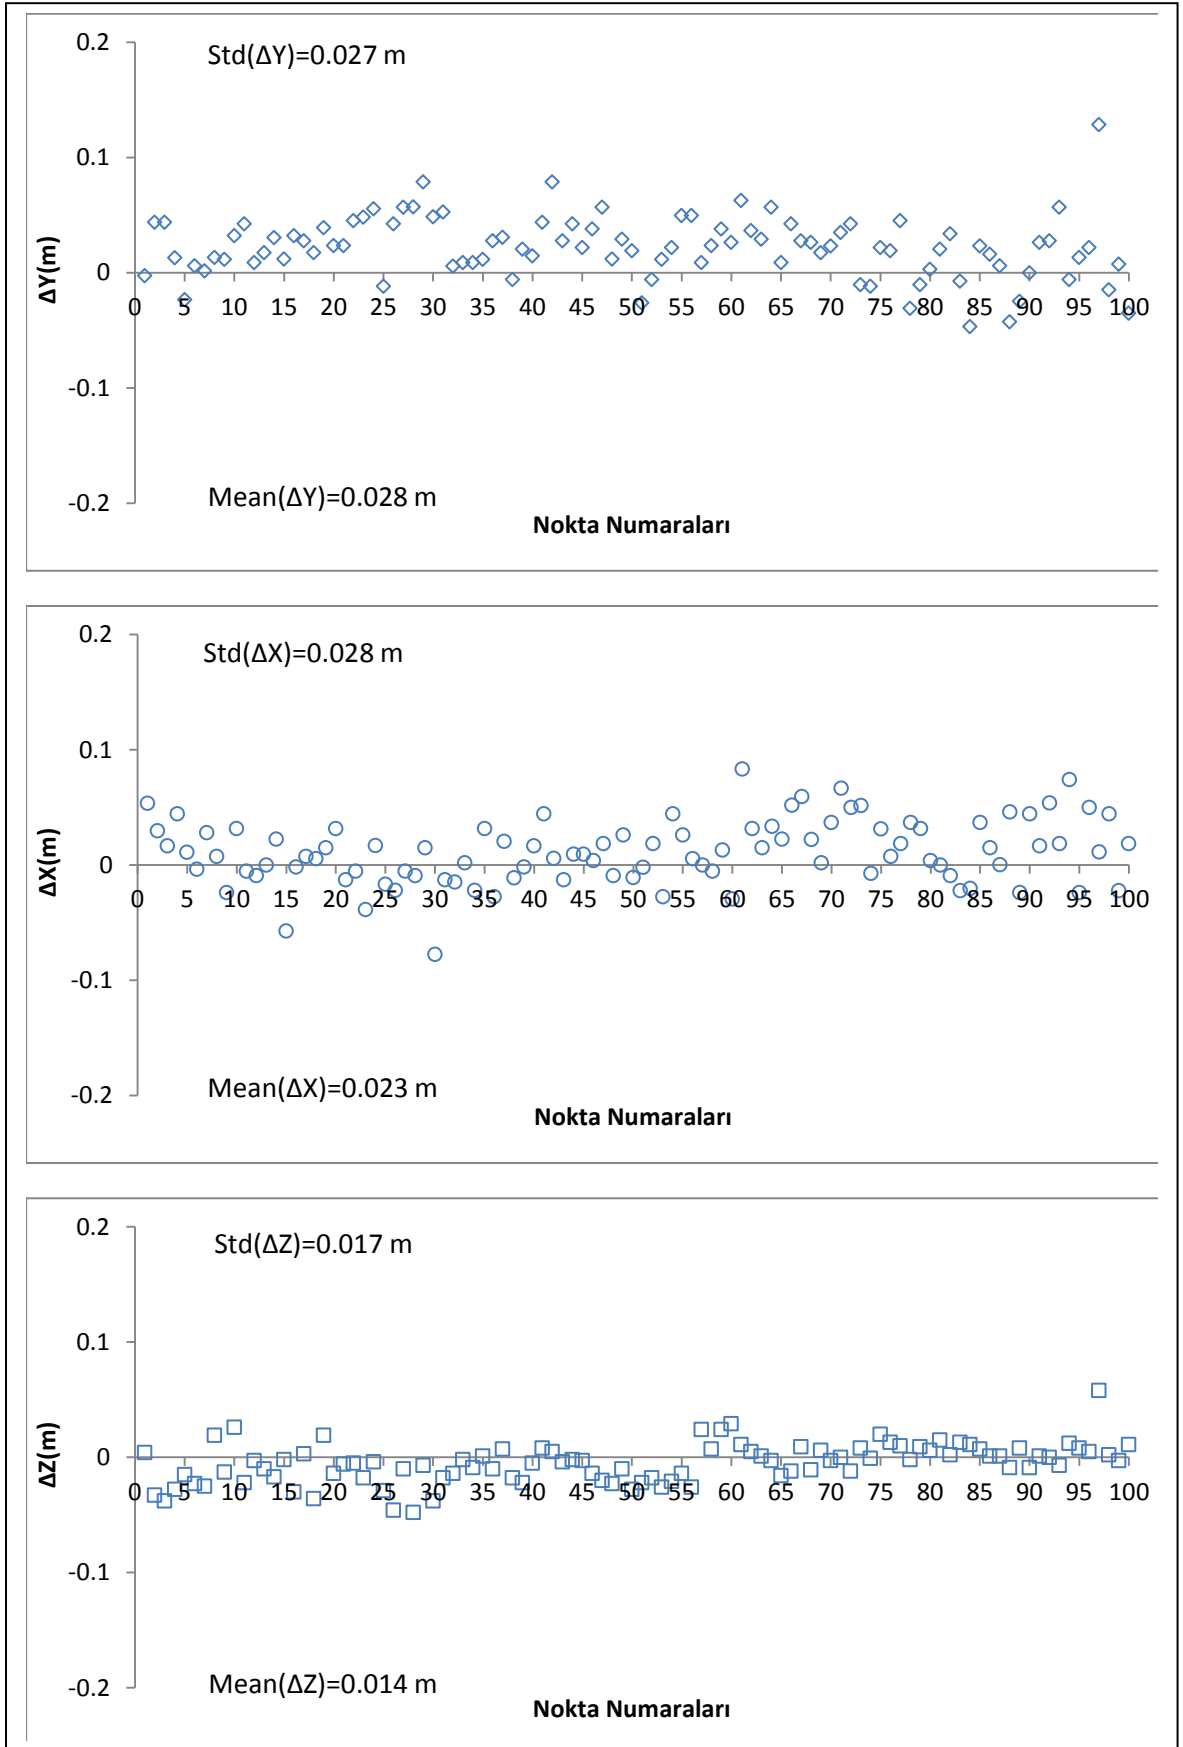 Std(ΔY)=0.027 m
0.2
0.1
0
-0.1
-0.2
ΔY(m)
0 5 10 15 20 25 30 35 40 45 50 55 60 65 70 75 80 85 90 95 100
Mean(ΔY)=0.028 m
Nokta Numaraları
Std(ΔX)=0.028 m
0.2
0.1
0
-0.1
-0.2
ΔX(m)
0 5 10 15 20 25 30 35 40 45 50 55 60 65 70 75 80 85 90 95 100
Mean(ΔX)=0.023 m
Nokta Numaraları
Std(ΔZ)=0.017 m
0.2
0.1
0
-0.1
-0.2
ΔZ(m)
0 5 10 15 20 25 30 35 40 45 50 55 60 65 70 75 80 85 90 95 100
Mean(ΔZ)=0.014 m
Nokta Numaraları